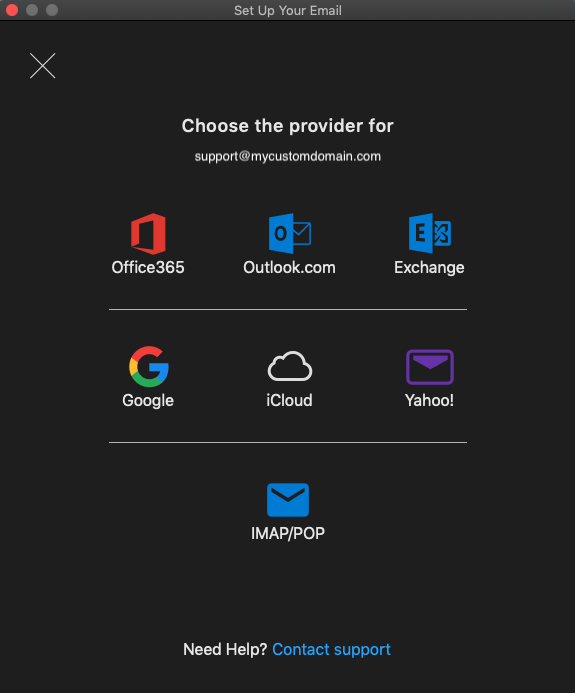 Set Up Your Email
Choose the provider for
support@mycustomdomain.com
Office365 Outlook.com Exchange
Google iCloud Yahoo!
IMAP/POP
Need Help? Contact support